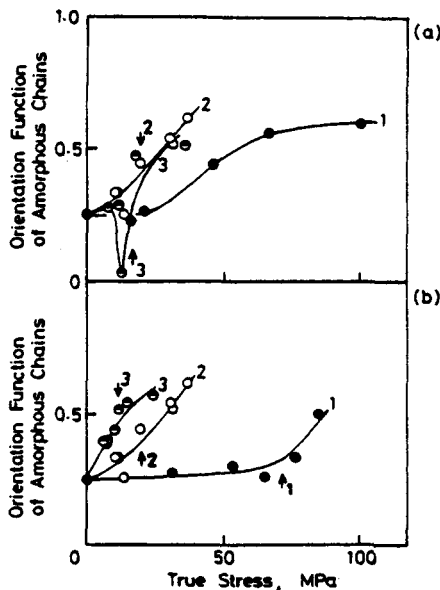 (a)
1.0
0.5
0
Orientation Function
of Amorphous Chains
2
2
3
1
3
(b)
0.5
0
Orientation Function
of Amorphous Chains
3
3
2
2
1
1
0
50
100
True Stress, MPa